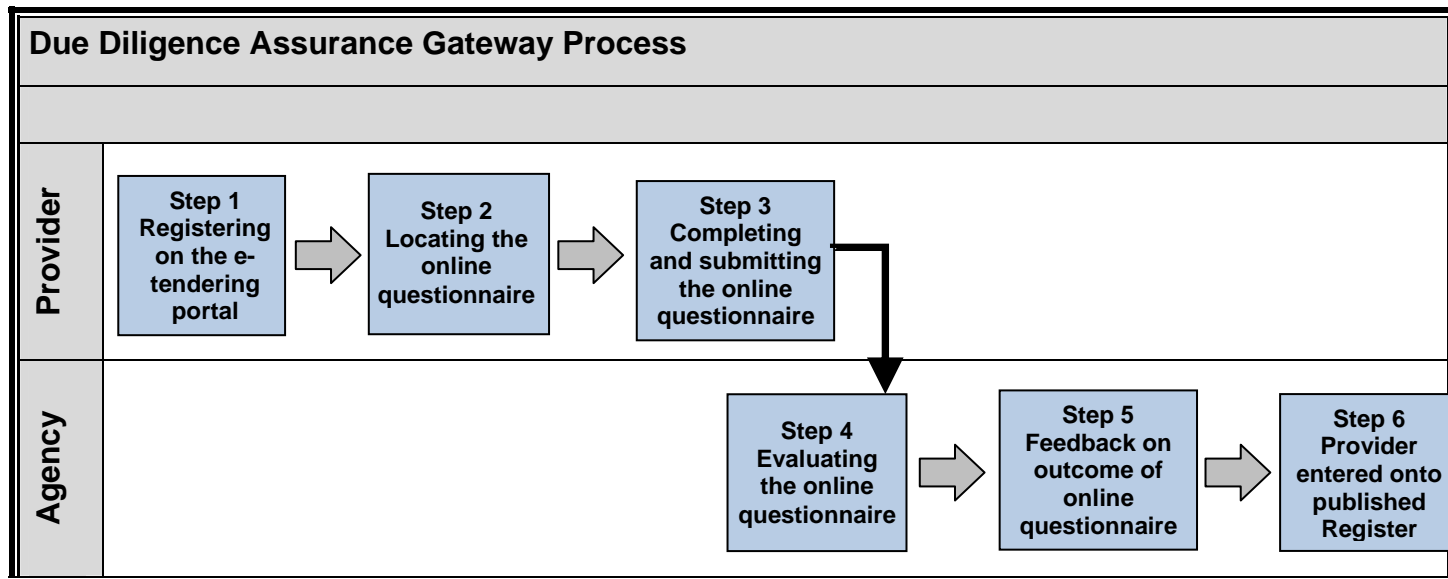 Due Diligence Assurance Gateway Process
Provider
Step 1
Registering
on the e-
tendering
portal
Step 2
Locating the
online
questionnaire
Step 3
Completing
and submitting
the online
questionnaire
Agency
Step 4
Evaluating
the online
questionnaire
Step 5
Feedback on
outcome of
online
questionnaire
Step 6
Provider
entered onto
published
Register